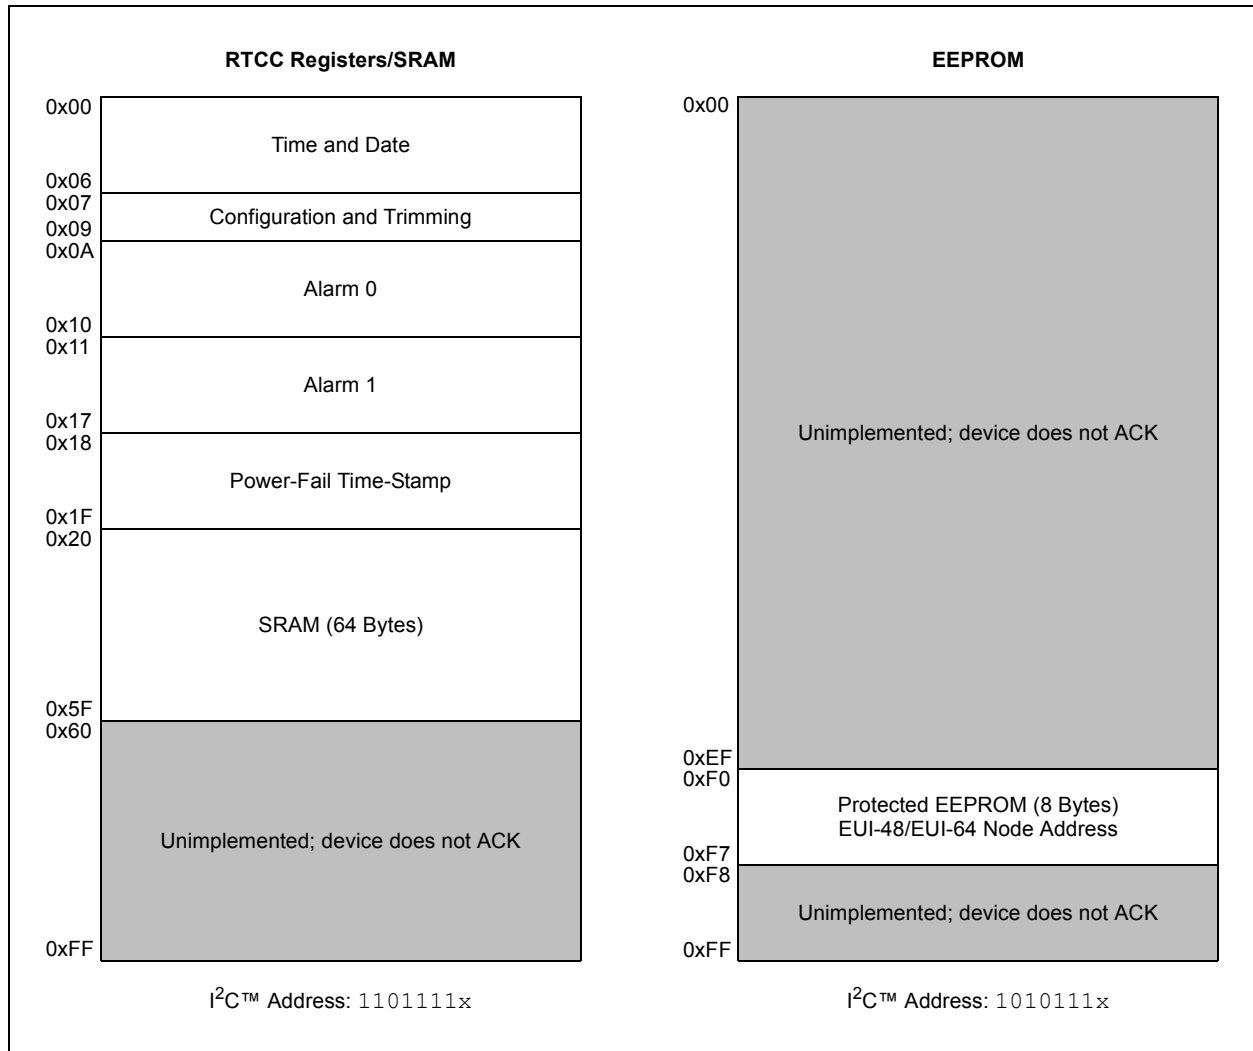 RTCC Registers/SRAM
0x00
Time and Date
0x06
0x07
Configuration and Trimming
0x09
0x0A
Alarm 0
0x10
0x11
Alarm 1
0x17
0x18
Power-Fail Time-Stamp
0x1F
0x20
SRAM (64 Bytes)
0x5F
0x60
Unimplemented; device does not ACK
0xFF
I²C™ Address: 1101111x
EEPROM
0x00
Unimplemented; device does not ACK
0xEF
0xF0
Protected EEPROM (8 Bytes)
EUI-48/EUI-64 Node Address
0xF7
0xF8
Unimplemented; device does not ACK
0xFF
I²C™ Address: 1010111x